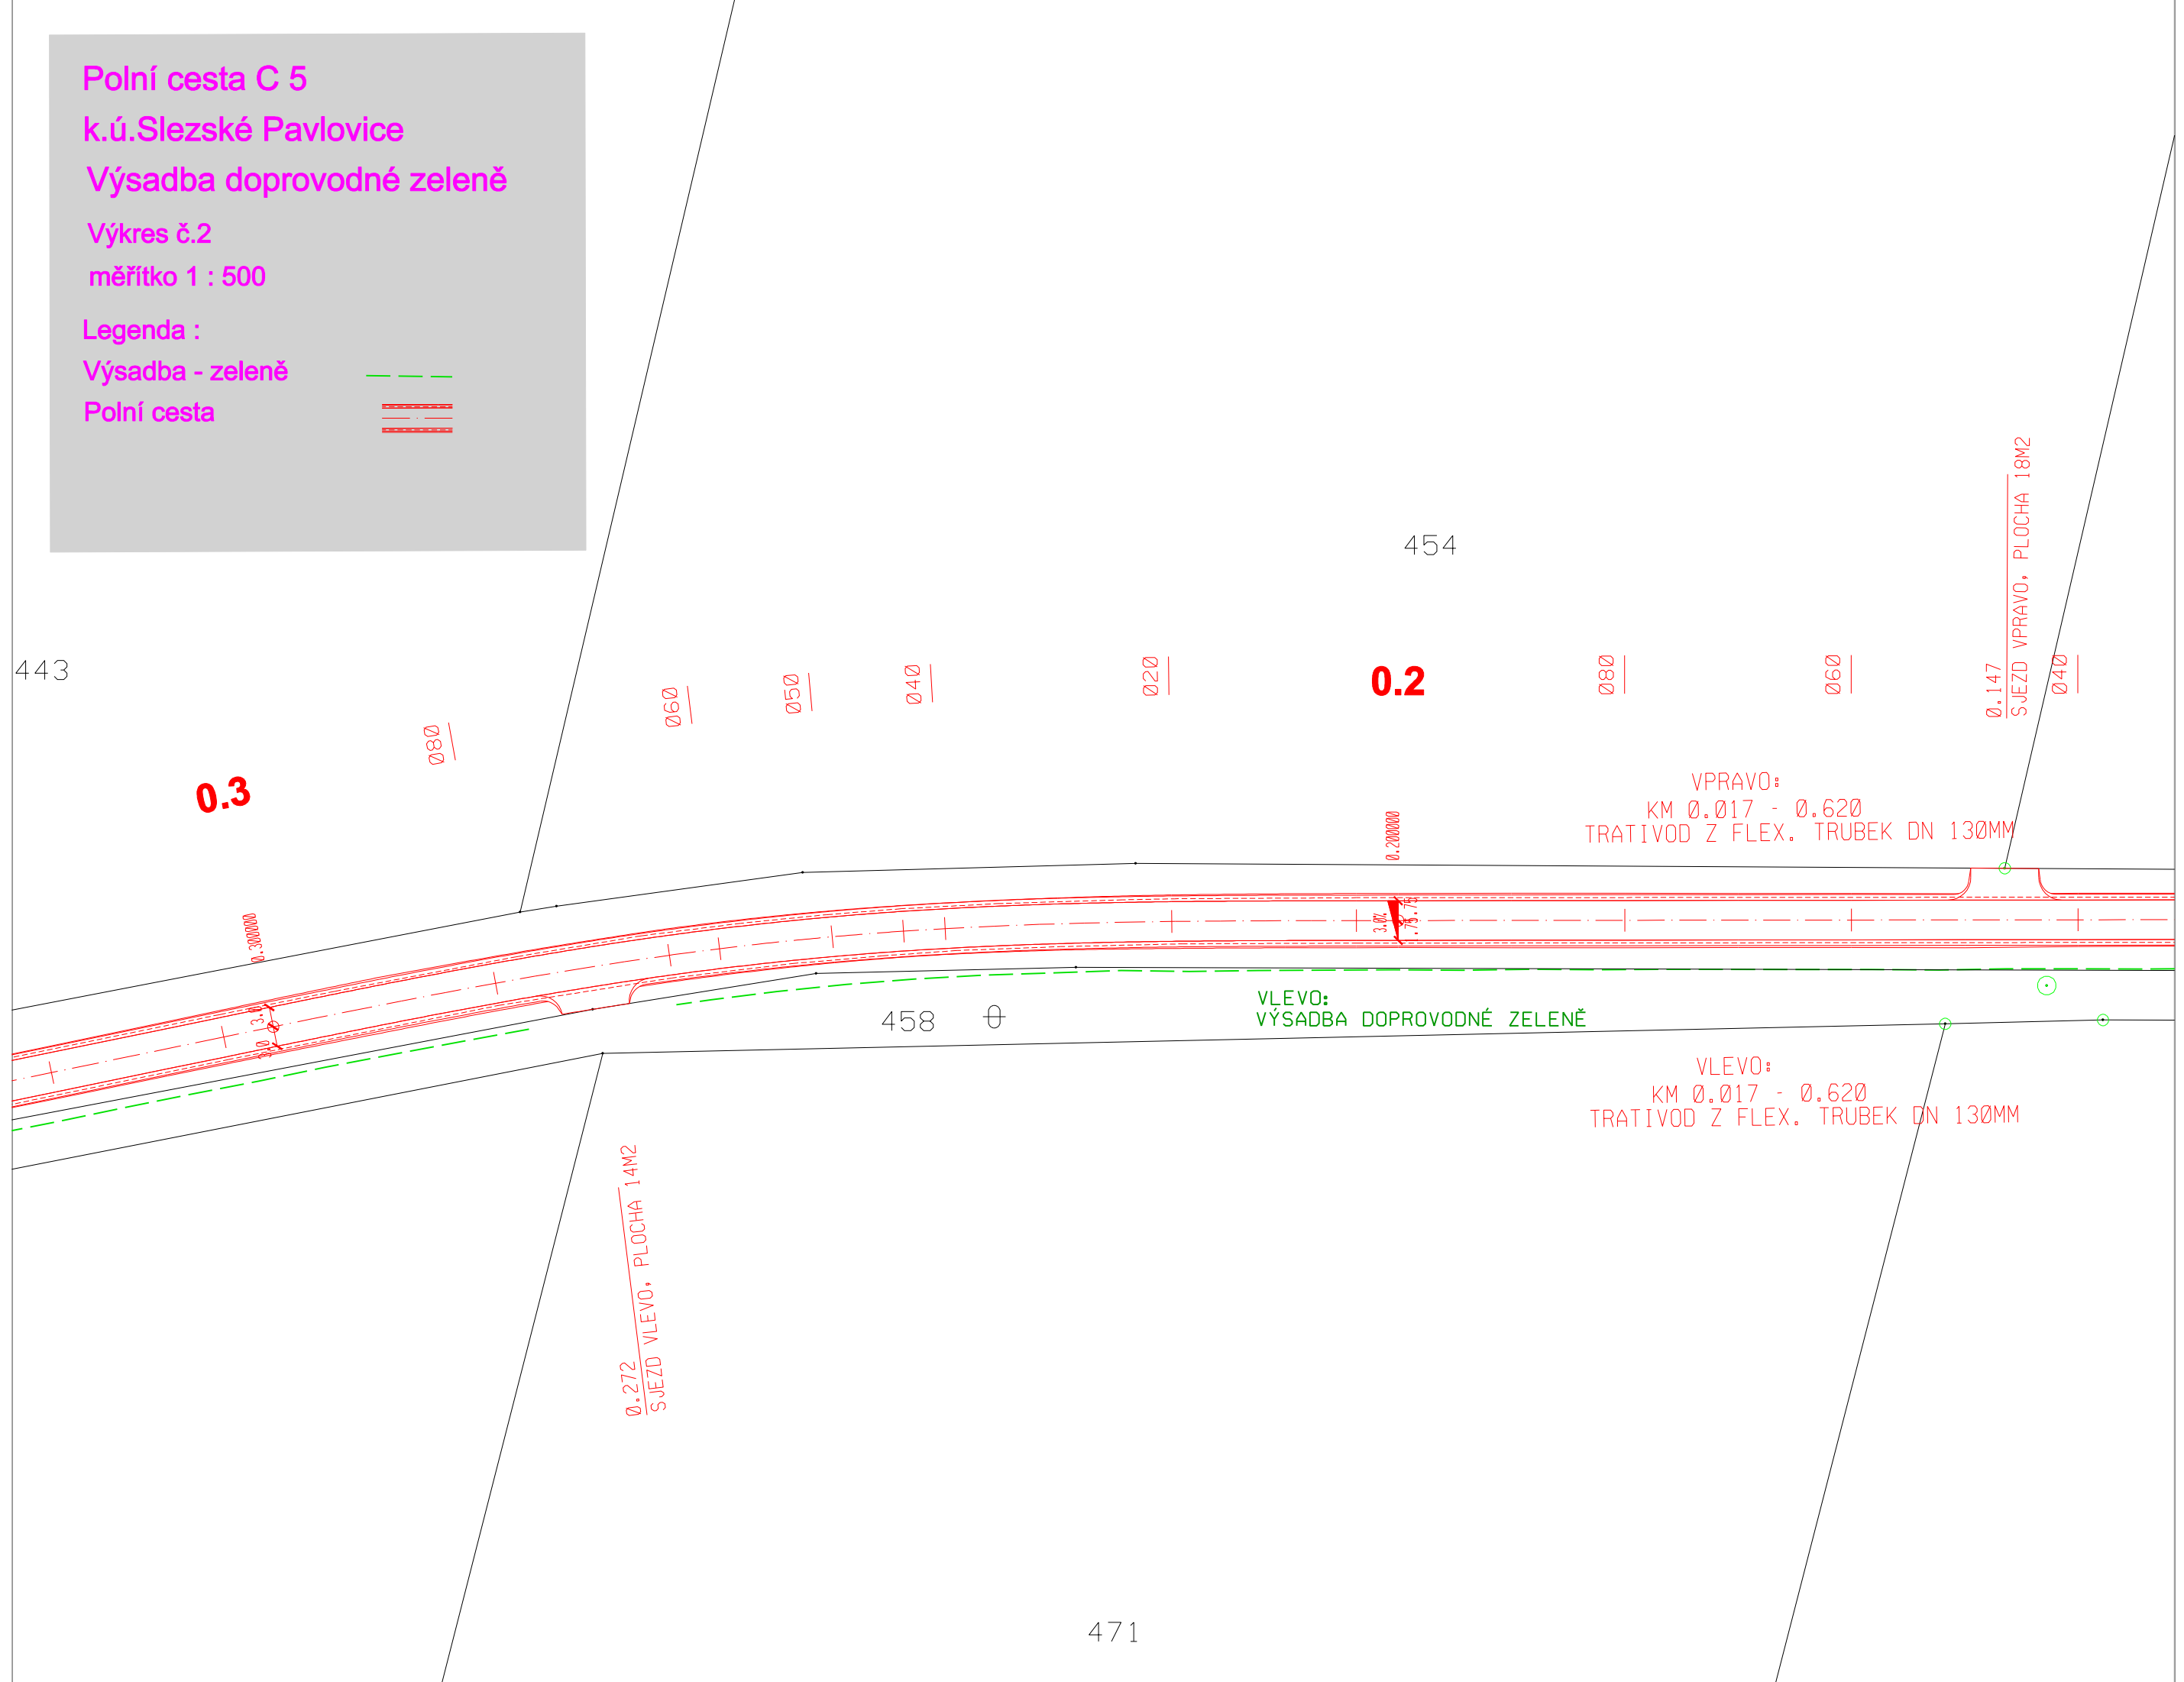 Polní cesta C 5
k.ú.Slezské Pavlovice
Výsadba doprovodné zeleně
Výkres č.2
měřítko 1 : 500
Legenda :
Výsadba - zeleně
Polní cesta
454
443
0.147
SJEZD VPRAVO, PLOCHA 18M2
040
060
080
0.2
020
040
050
060
080
0.3
VPRAVO:
KM 0.017 - 0.620
TRATIVOD Z FLEX. TRUBEK DN 130MM
0.200000
0.300000
3.0%
458
VLEVO:
VÝSADBA DOPROVODNÉ ZELENĚ
VLEVO:
KM 0.017 - 0.620
TRATIVOD Z FLEX. TRUBEK DN 130MM
0.272
SJEZD VLEVO, PLOCHA 14M2
471